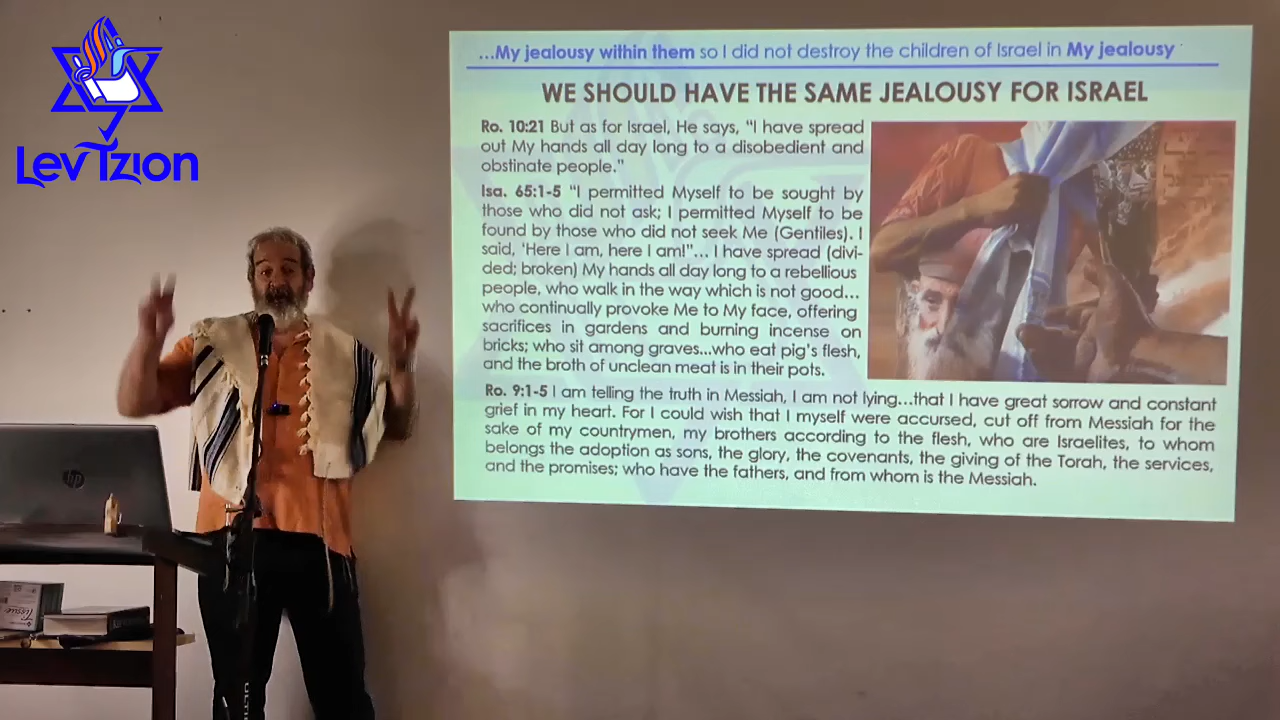 Lev Tzion
...My jealousy within them so I did not destroy the children of Israel in My jealousy
WE SHOULD HAVE THE SAME JEALOUSY FOR ISRAEL
Ro. 10:21 But as for Israel, He says, “I have spread
out My hands all day long to a disobedient and
obstinate people.”
Isa. 65:1-5 “I permitted Myself to be sought by
those who did not ask; I permitted Myself to be
found by those who did not seek Me (Gentiles). I
said, ‘Here I am, here I am!”... I have spread (divi-
ded; broken) My hands all day long to a rebellious
people, who walk in the way which is not good...
who continually provoke Me to My face, offering
sacrifices in gardens and burning incense on
bricks; who sit among graves...who eat pig’s flesh,
and the broth of unclean meat is in their pots.
Ro. 9:1-5 I am telling the truth in Messiah, I am not lying...that I have great sorrow and constant
grief in my heart. For I could wish that I myself were accursed, cut off from Messiah for the
sake of my countrymen, my brothers according to the flesh, who are Israelites, to whom
belongs the adoption as sons, the glory, the covenants, the giving of the Torah, the services,
and the promises; who have the fathers, and from whom is the Messiah.
hp
Tissue